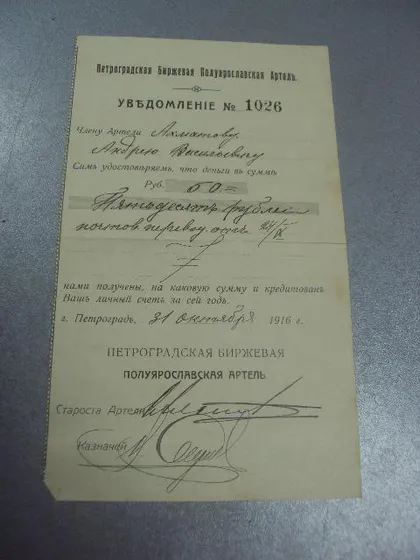 Петроградская Биржевая Полуярославская Артель.
УВѢДОМЛЕНІЕ № 1026
Члену Артели Ахматову
Андрею Васильевичу
Симъ удостовѣряемъ, что деньги въ суммѣ
Руб. 50=
Пятьдесятъ рублей
почтов. перевод. отъ
нами получены, на каковую сумму и кредитованъ
Вашъ личный счетъ за сей годъ.
г. Петроградъ, 31 октября 1916 г.
ПЕТРОГРАДСКАЯ БИРЖЕВАЯ
ПОЛУЯРОСЛАВСКАЯ АРТЕЛЬ
Староста Артели
Казначей